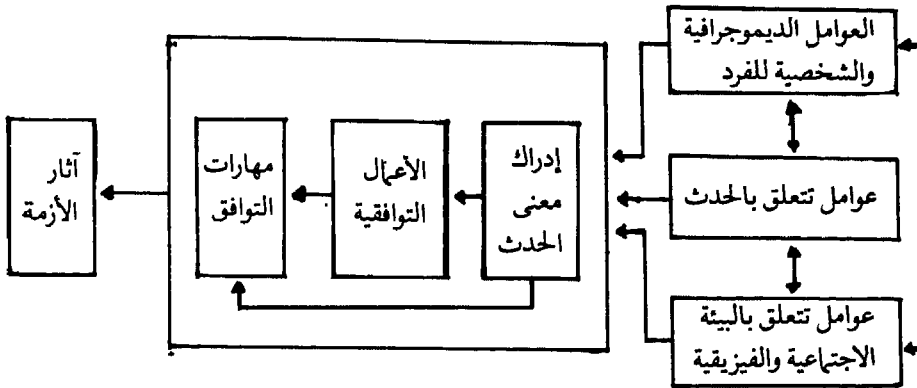 العوامل الديموجرافية
والشخصية للفرد
عوامل تتعلق بالحدث
عوامل تتعلق بالبيئة
الاجتماعية والفيزيقية
إدراك
معنى
الحدث
الأعمال
التوافقية
مهارات
التوافق
آثار
الأزمة